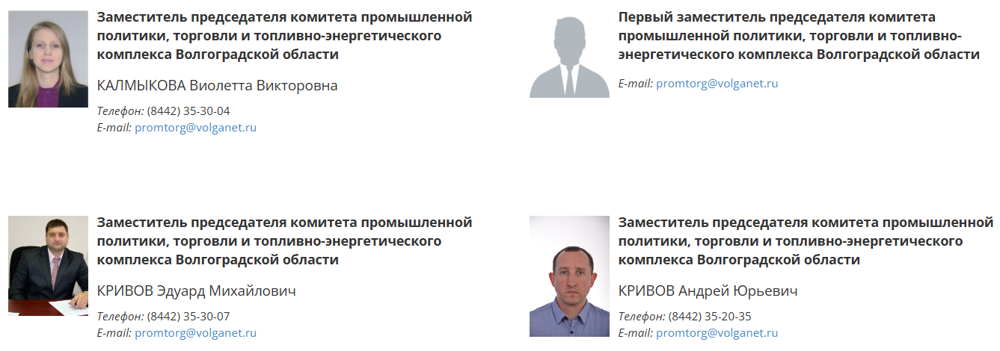 Заместитель председателя комитета промышленной
политики, торговли и топливно-энергетического
комплекса Волгоградской области
КАЛМЫКОВА Виолетта Викторовна
Телефон: (8442) 35-30-04
E-mail: promtorg@volganet.ru
Первый заместитель председателя комитета
промышленной политики, торговли и топливно-
энергетического комплекса Волгоградской области
E-mail: promtorg@volganet.ru
Заместитель председателя комитета промышленной
политики, торговли и топливно-энергетического
комплекса Волгоградской области
КРИВОВ Эдуард Михайлович
Телефон: (8442) 35-30-07
E-mail: promtorg@volganet.ru
Заместитель председателя комитета промышленной
политики, торговли и топливно-энергетического
комплекса Волгоградской области
КРИВОВ Андрей Юрьевич
Телефон: (8442) 35-20-35
E-mail: promtorg@volganet.ru